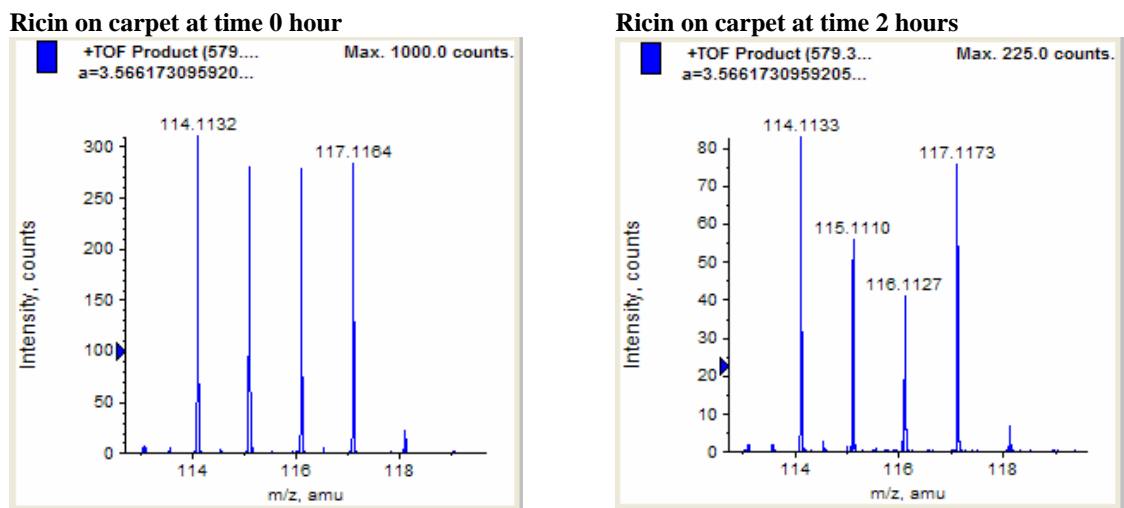 Ricin on carpet at time 0 hour
+TOF Product (579....
Max. 1000.0 counts.
a=3.566173095920...
114.1132
117.1164
300
250
200
150
100
50
0
Intensity, counts
114
116
118
m/z, amu
Ricin on carpet at time 2 hours
+TOF Product (579.3...
Max. 225.0 counts.
a=3.5661730959205...
114.1133
117.1173
115.1110
116.1127
80
70
60
50
40
30
20
10
0
Intensity, counts
114
116
118
m/z, amu